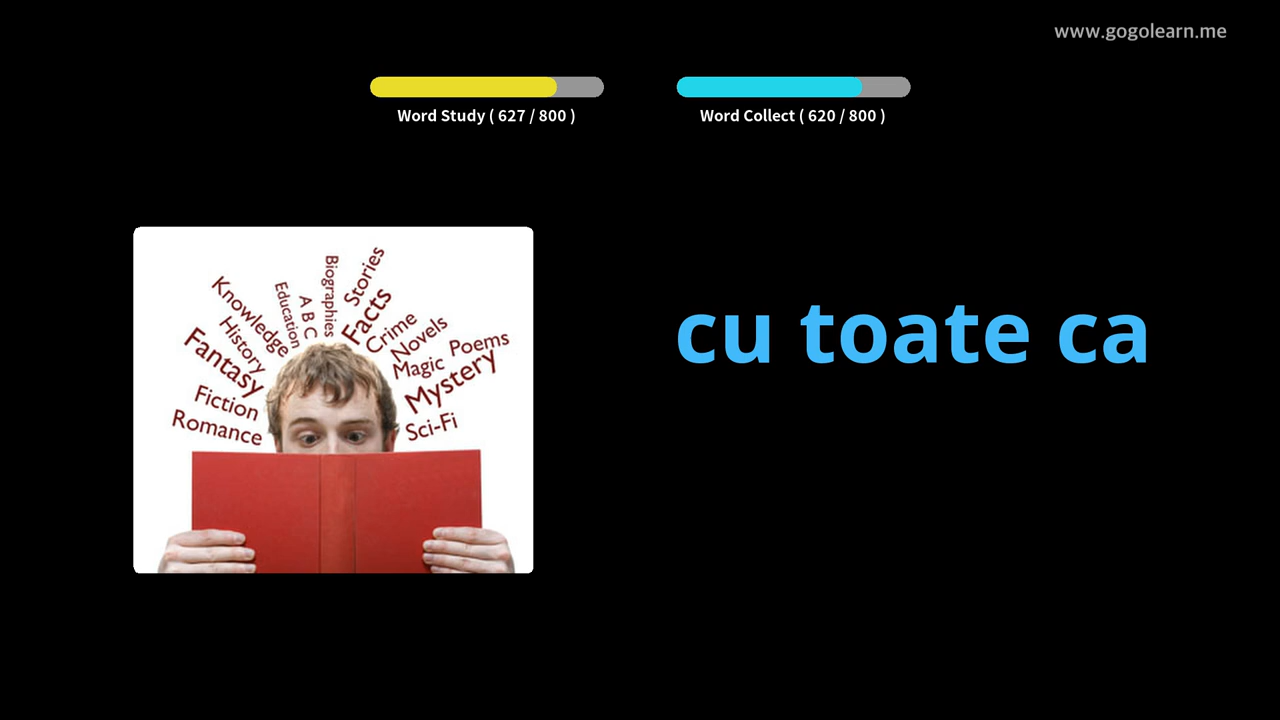 www.gogolearn.me
Word Study ( 627 / 800 )
Word Collect ( 620 / 800 )
cu toate ca
Romance
Fiction
Fantasy
History
Knowledge
Education
A B C
Biographies
Stories
Facts
Crime
Novels
Magic
Poems
Mystery
Sci-Fi